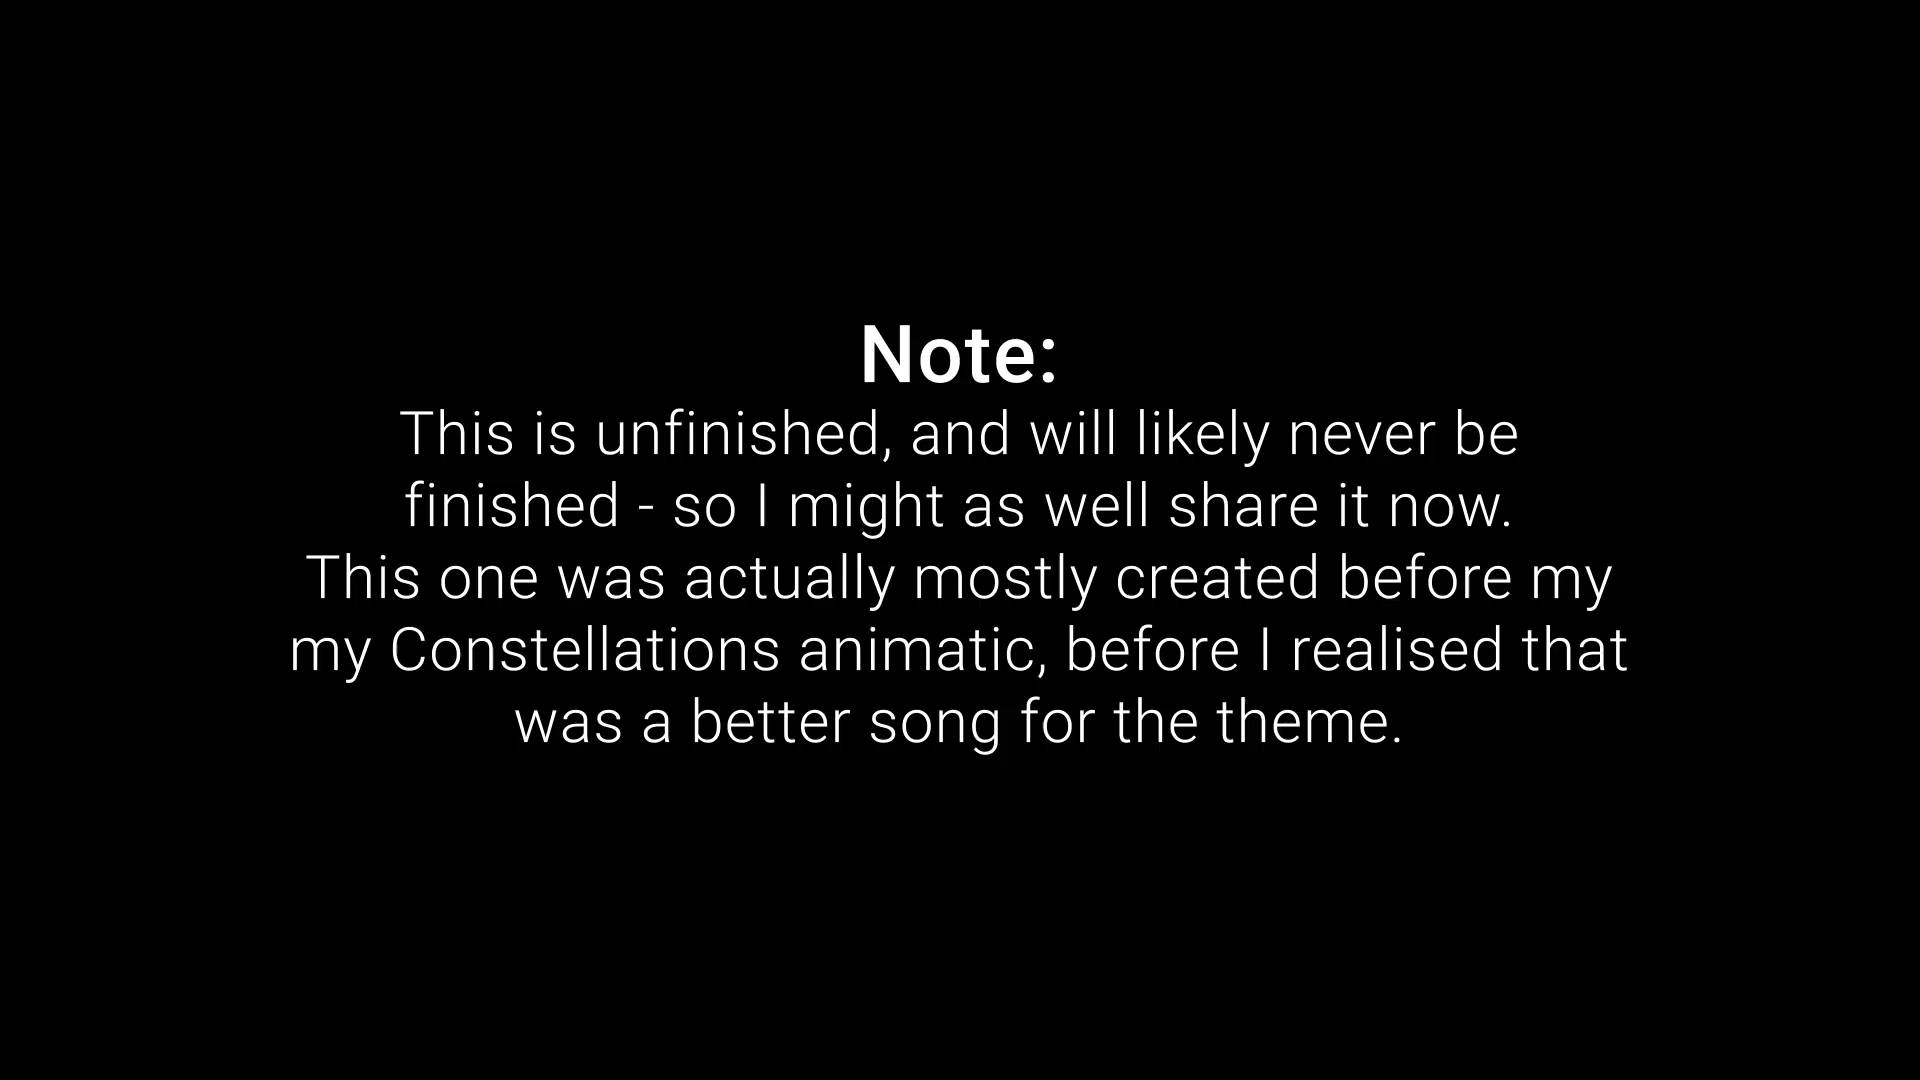 Note:
This is unfinished, and will likely never be
finished - so I might as well share it now.
This one was actually mostly created before my
my Constellations animatic, before I realised that
was a better song for the theme.